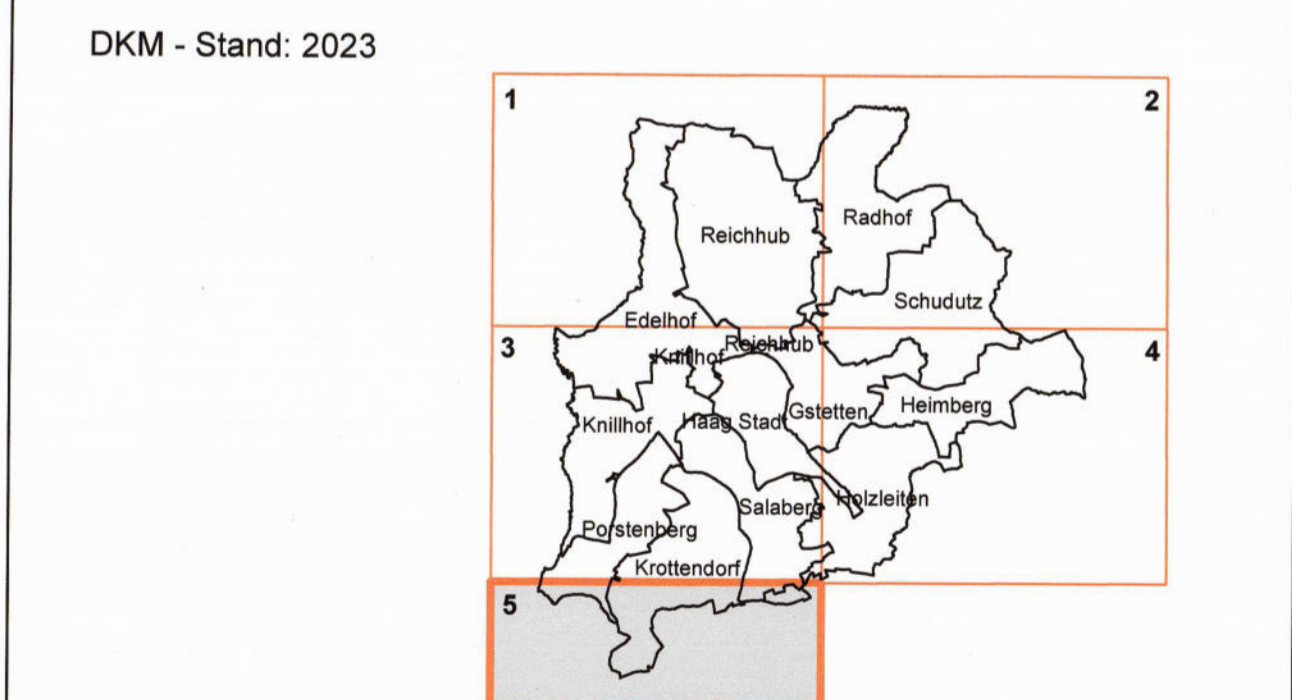 DKM - Stand: 2023
1
2
Radhof
Reichhub
Schudutz
Edelhof
3
Reichhub
4
Knillhof
Heimberg
Gstetten
Haag Stadt
Knillhof
Holzleiten
Salaberg
Porstenberg
Krottendorf
5